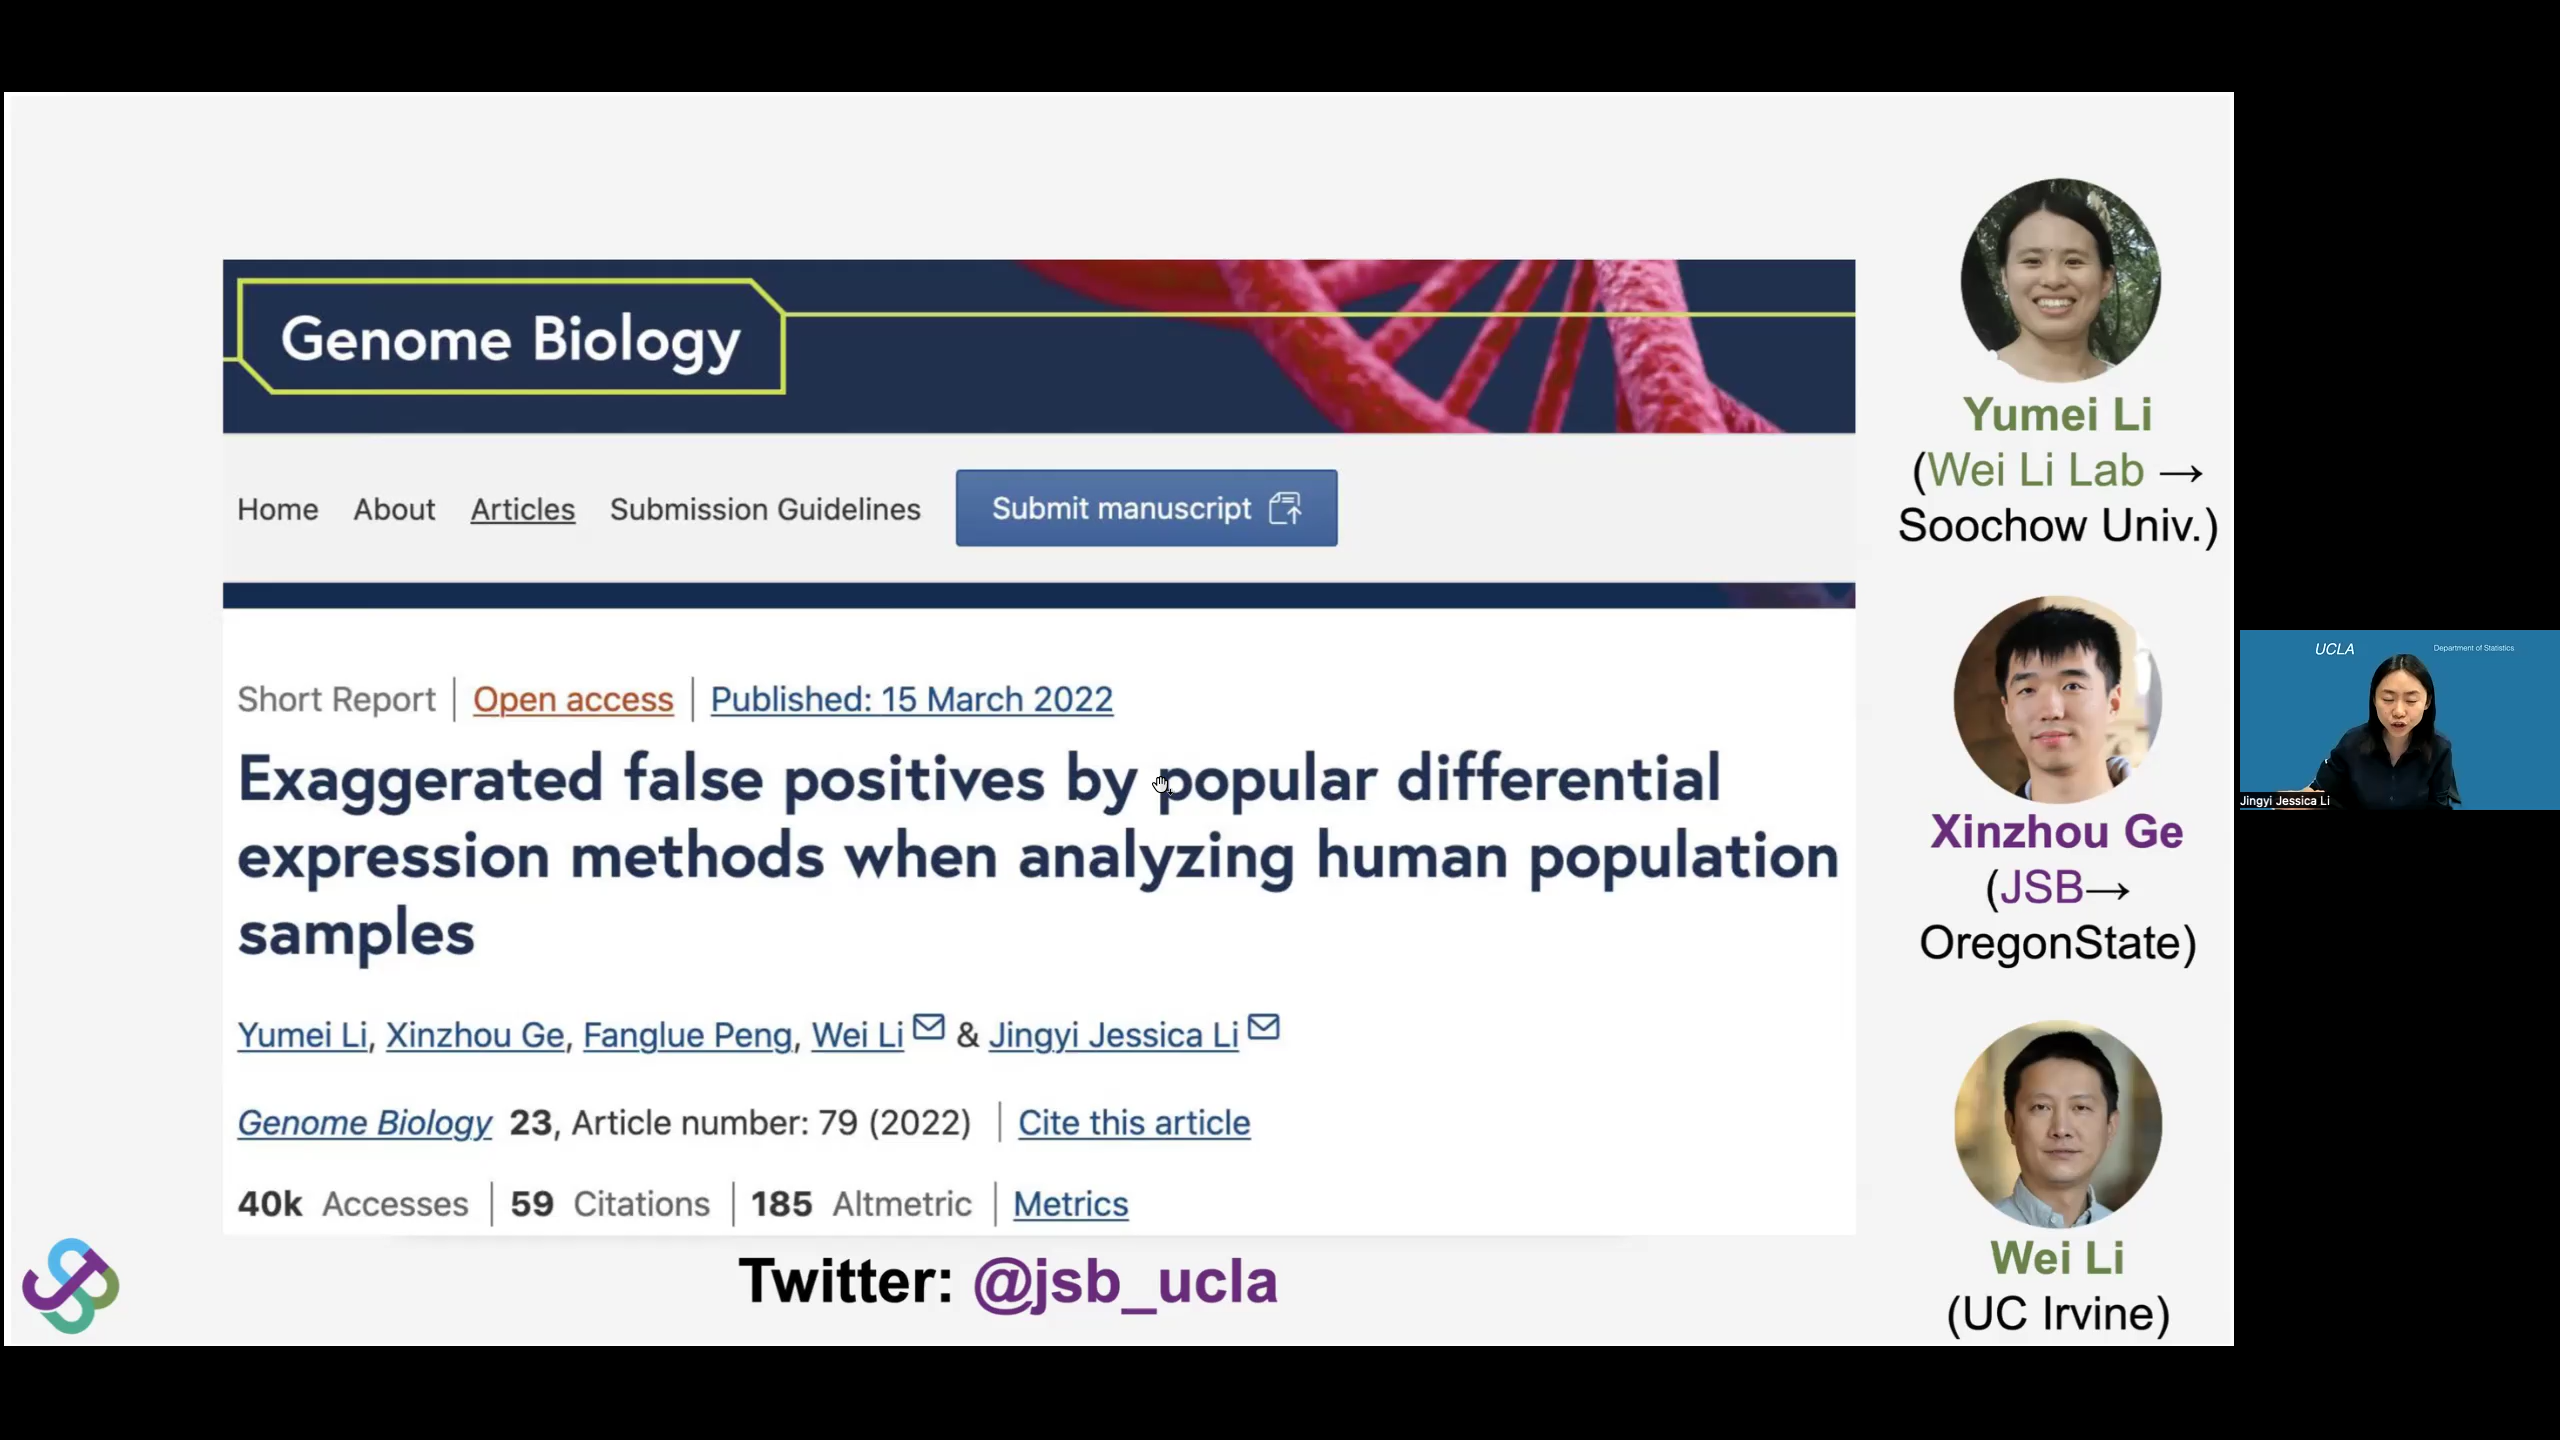 Genome Biology
Home About Articles Submission Guidelines Submit manuscript
Short Report | Open access | Published: 15 March 2022
Exaggerated false positives by popular differential
expression methods when analyzing human population
samples
Yumei Li, Xinzhou Ge, Fanglue Peng, Wei Li & Jingyi Jessica Li
Genome Biology 23, Article number: 79 (2022) | Cite this article
40k Accesses | 59 Citations | 185 Altmetric | Metrics
Twitter: @jsb_ucla
Yumei Li
(Wei Li Lab →
Soochow Univ.)
Xinzhou Ge
(JSB→
OregonState)
Wei Li
(UC Irvine)
UCLA
Department of Statistics
Jingyi Jessica Li